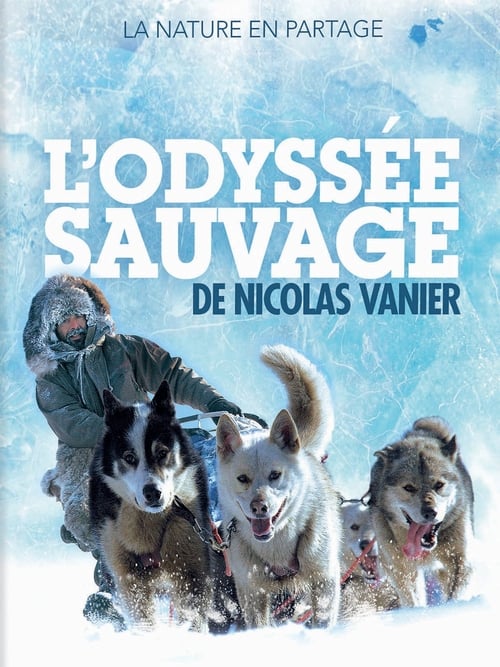 LA NATURE EN PARTAGE
L'ODYSSÉE
SAUVAGE
DE NICOLAS VANIER